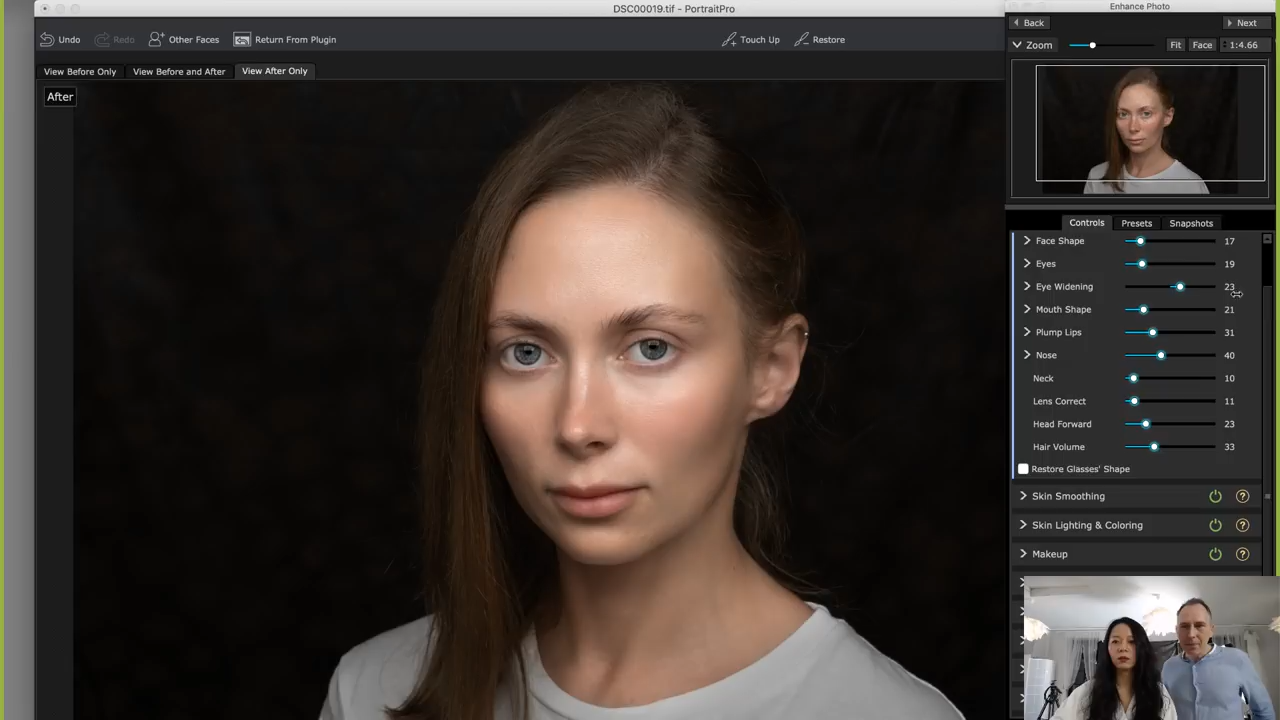 DSC00019.tif - PortraitPro
Enhance Photo
Undo Redo Other Faces Return From Plugin Touch Up Restore
Back Next
Zoom Fit Face 1:4.66
View Before Only View Before and After View After Only
After
Controls Presets Snapshots
Face Shape 17
Eyes 19
Eye Widening 23
Mouth Shape 21
Plump Lips 31
Nose 40
Neck 10
Lens Correct 11
Head Forward 23
Hair Volume 33
Restore Glasses' Shape
Skin Smoothing ?
Skin Lighting & Coloring ?
Makeup ?